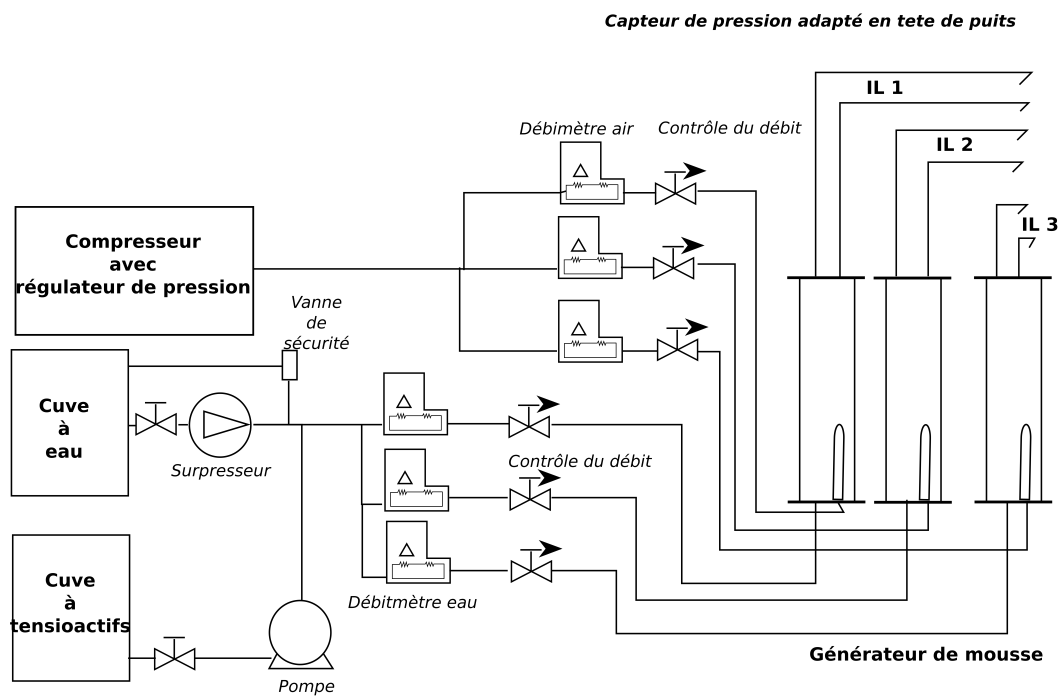 Capteur de pression adapté en tete de puits
IL 1
Débimètre air
Contrôle du débit
IL 2
IL 3
Compresseur
avec
régulateur de pression
Vanne
de
sécurité
Cuve
à
eau
Surpresseur
Contrôle du débit
Cuve
à
tensioactifs
Débitmètre eau
Générateur de mousse
Pompe